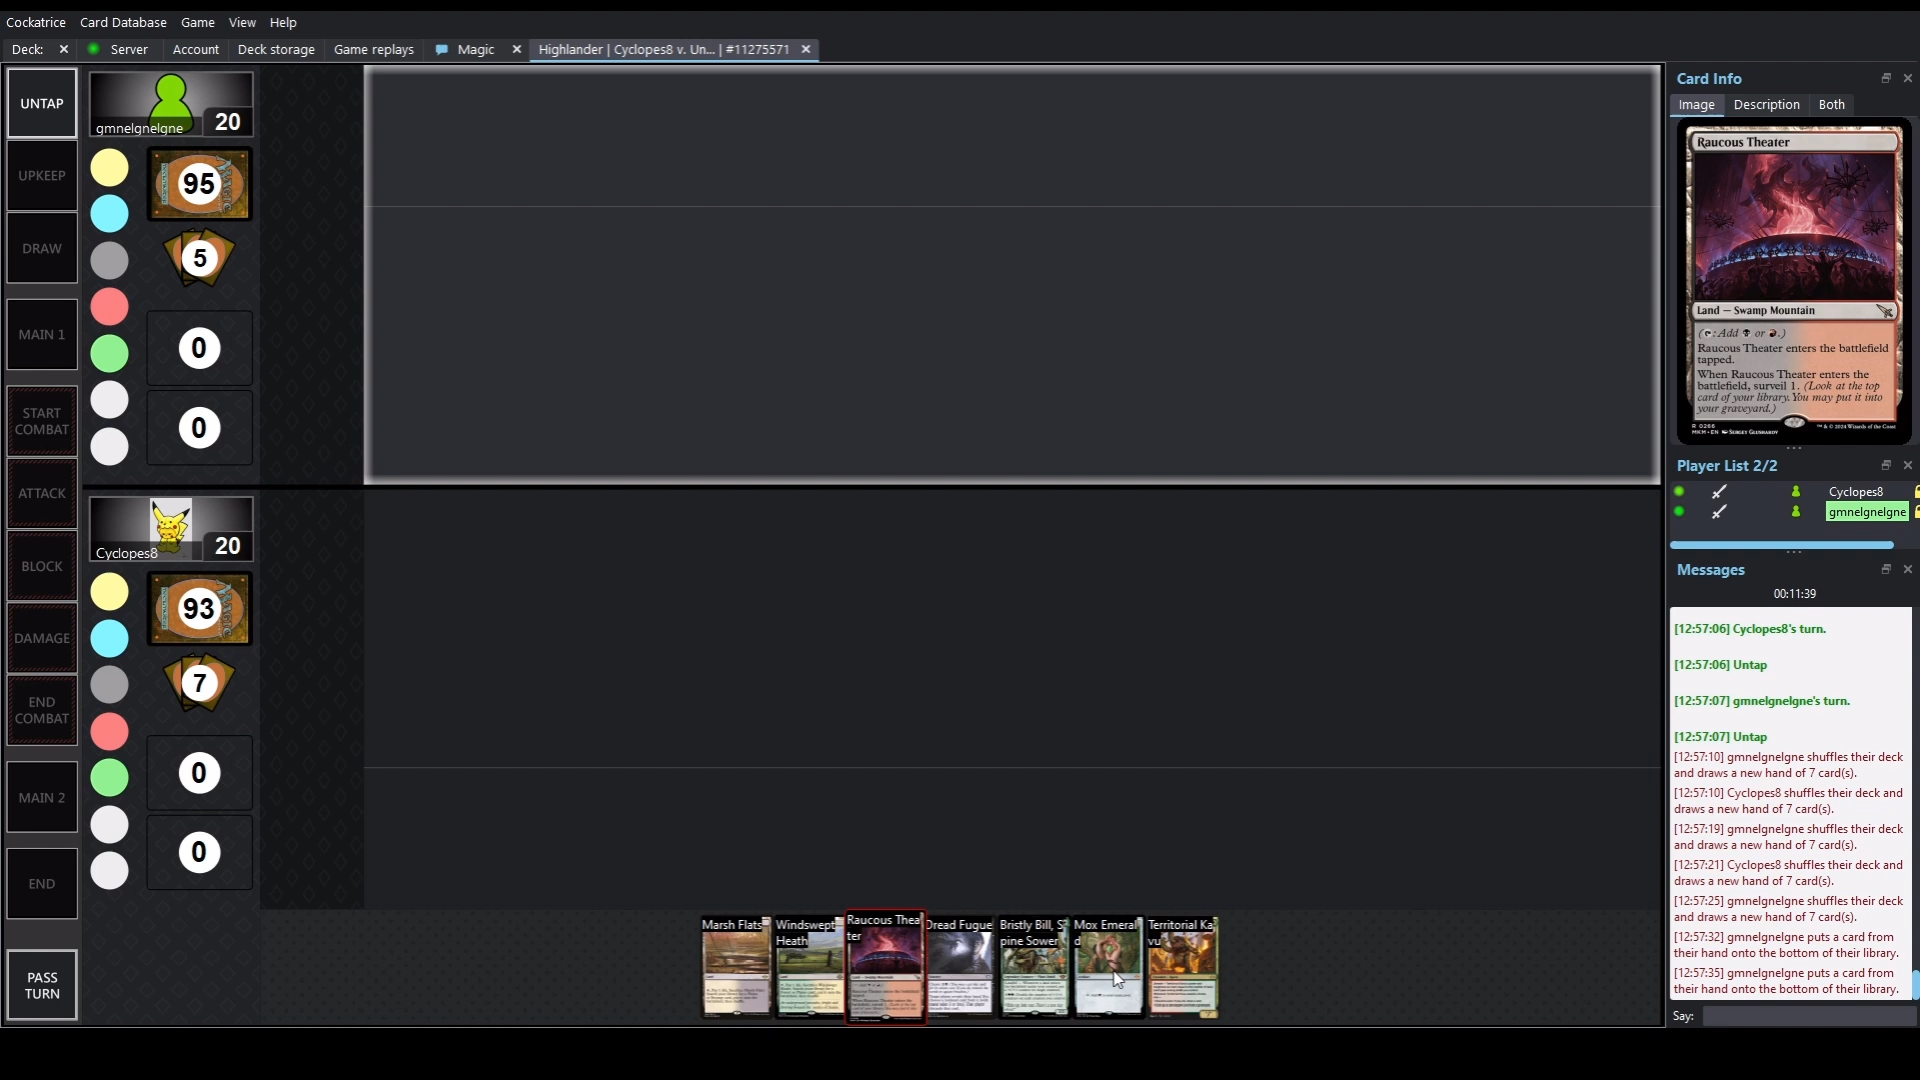 Cockatrice Card Database Game View Help
Deck: Server Account Deck storage Game replays Magic Highlander | Cyclopes8 v. Un... | #11275571
UNTAP
UPKEEP
DRAW
MAIN 1
START
COMBAT
ATTACK
BLOCK
DAMAGE
END
COMBAT
MAIN 2
END
PASS
TURN
gmnelgnelgne 20
95
5
0
0
Cyclopes8 20
93
7
0
0
Marsh Flats
Windswept
Heath
Raucous Thea
ter
Dread Fugue
Bristly Bill, S
pine Sower
Mox Emeral
d
Territorial Ka
vu
Card Info
Image Description Both
Raucous Theater
Land — Swamp Mountain
( : Add or .)
Raucous Theater enters the battlefield
tapped.
When Raucous Theater enters the
battlefield, surveil 1. (Look at the top
card of your library. You may put it into
your graveyard.)
R 0266
Player List 2/2
Cyclopes8
gmnelgnelgne
Messages
00:11:39
[12:57:06] Cyclopes8's turn.
[12:57:06] Untap
[12:57:07] gmnelgnelgne's turn.
[12:57:07] Untap
[12:57:10] gmnelgnelgne shuffles their deck
and draws a new hand of 7 card(s).
[12:57:10] Cyclopes8 shuffles their deck and
draws a new hand of 7 card(s).
[12:57:19] gmnelgnelgne shuffles their deck
and draws a new hand of 7 card(s).
[12:57:21] Cyclopes8 shuffles their deck and
draws a new hand of 7 card(s).
[12:57:25] gmnelgnelgne shuffles their deck
and draws a new hand of 7 card(s).
[12:57:32] gmnelgnelgne puts a card from
their hand onto the bottom of their library.
[12:57:35] gmnelgnelgne puts a card from
their hand onto the bottom of their library.
Say: